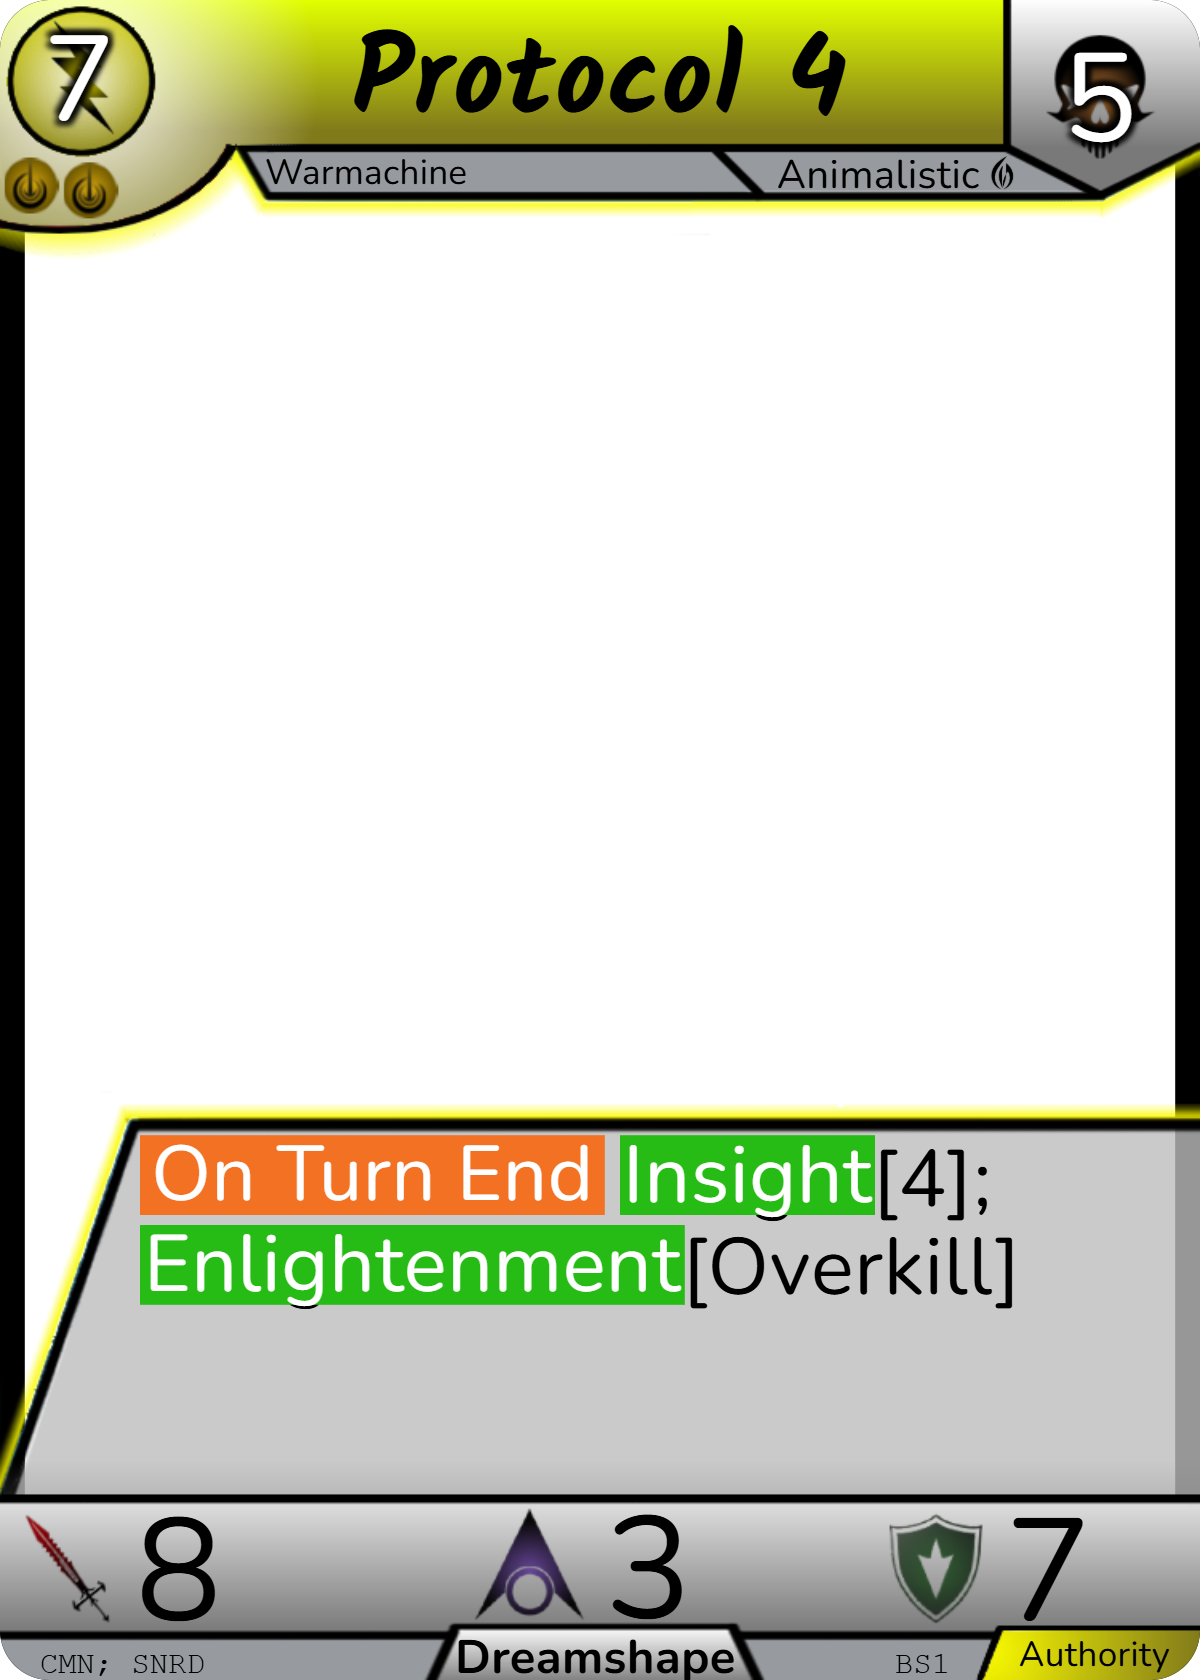 7
Protocol 4
5
Warmachine
Animalistic
On Turn End Insight[4];
Enlightenment[Overkill]
8
3
7
CMN; SNRD
Dreamshape
BS1
Authority